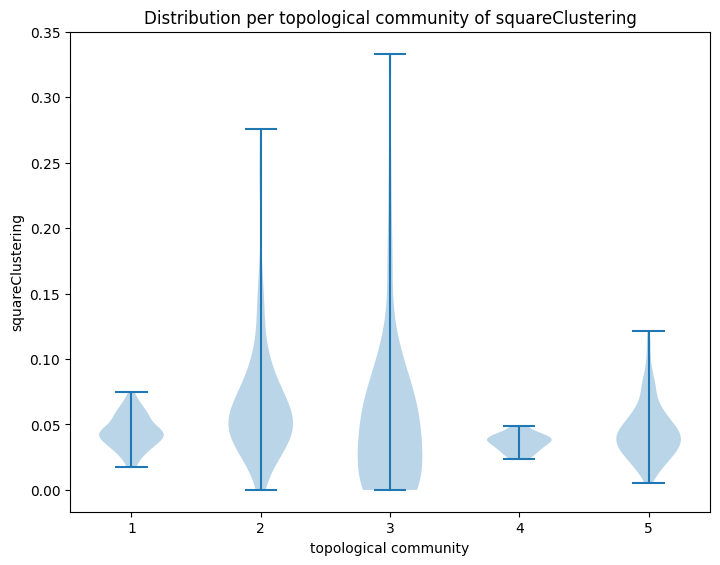 Distribution per topological community of squareClustering
0.35
0.30
0.25
0.20
0.15
0.10
0.05
0.00
squareClustering
1 2 3 4 5
topological community